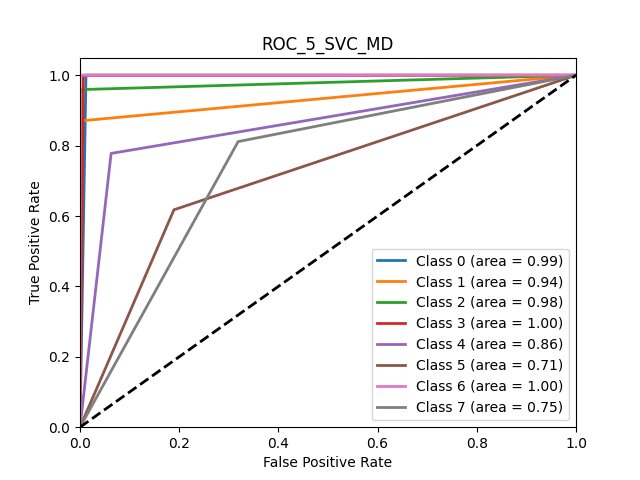 ROC_5_SVC_MD
True Positive Rate
1.0
0.8
0.6
0.4
0.2
0.0
Class 0 (area = 0.99)
Class 1 (area = 0.94)
Class 2 (area = 0.98)
Class 3 (area = 1.00)
Class 4 (area = 0.86)
Class 5 (area = 0.71)
Class 6 (area = 1.00)
Class 7 (area = 0.75)
0.0 0.2 0.4 0.6 0.8 1.0
False Positive Rate